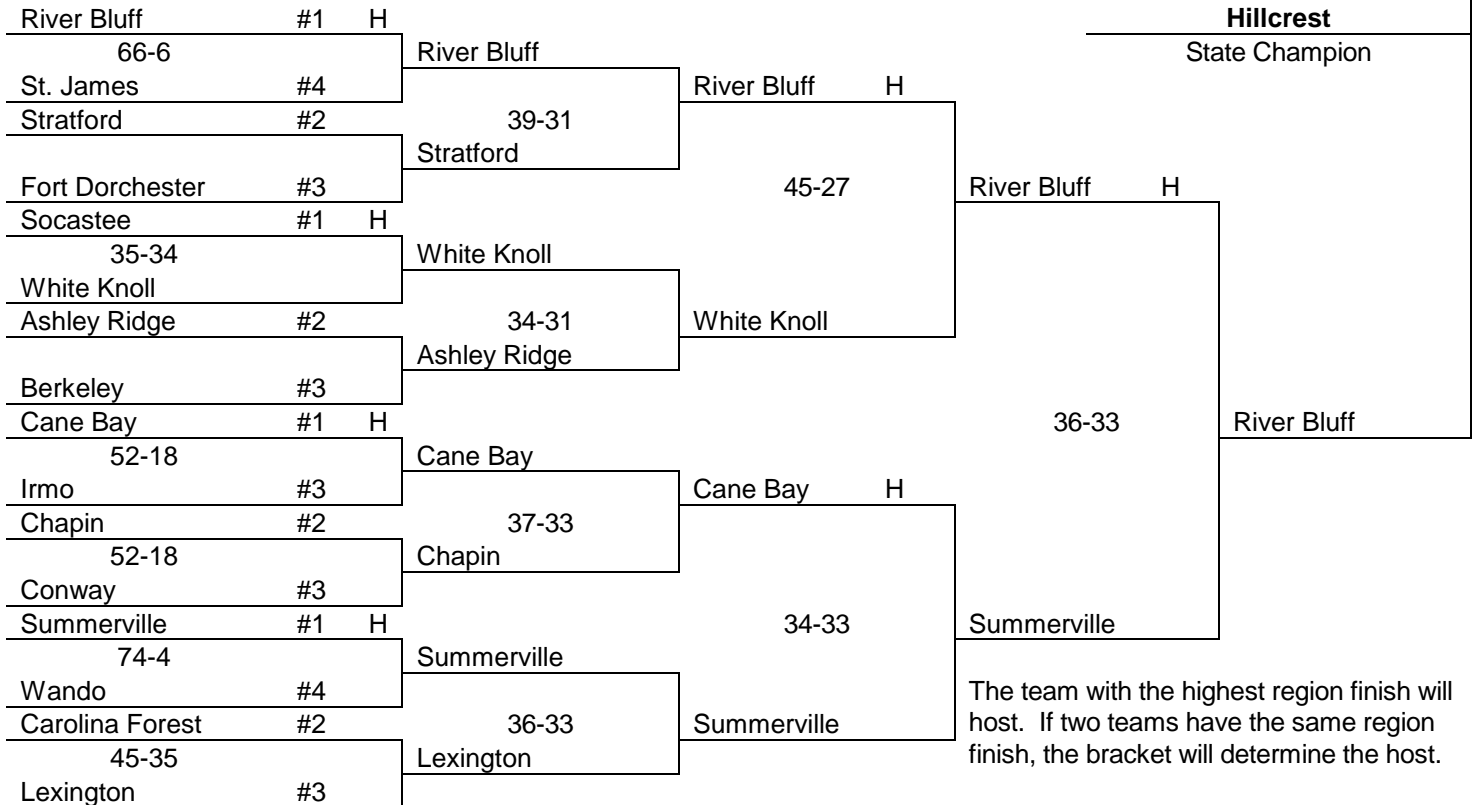 River Bluff #1 H Hillcrest
66-6 River Bluff State Champion
St. James #4 River Bluff H
Stratford #2 39-31
Stratford
Fort Dorchester #3 45-27 River Bluff H
Socastee #1 H
35-34 White Knoll
White Knoll
Ashley Ridge #2 34-31 White Knoll
Ashley Ridge
Berkeley #3
Cane Bay #1 H 36-33 River Bluff
52-18 Cane Bay
Irmo #3 Cane Bay H
Chapin #2 37-33
52-18 Chapin
Conway #3
Summerville #1 H 34-33 Summerville
74-4 Summerville
Wando #4 The team with the highest region finish will
Carolina Forest #2 36-33 Summerville host. If two teams have the same region
45-35 Lexington finish, the bracket will determine the host.
Lexington #3